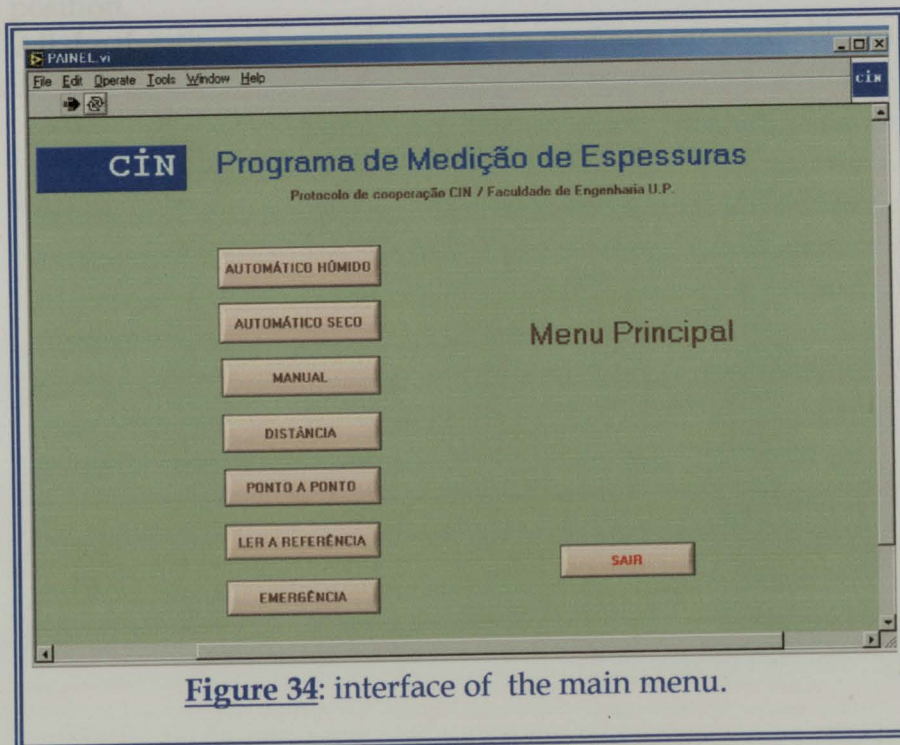 PAINEL.vi
File Edit Operate Tools Window Help
CIN
CIN
Programa de Medição de Espessuras
Protocolo de cooperação CIN / Faculdade de Engenharia U.P.
AUTOMÁTICO HÚMIDO
AUTOMÁTICO SECO
Menu Principal
MANUAL
DISTÂNCIA
PONTO A PONTO
LER A REFERÊNCIA
SAIR
EMERGÊNCIA
Figure 34: interface of the main menu.